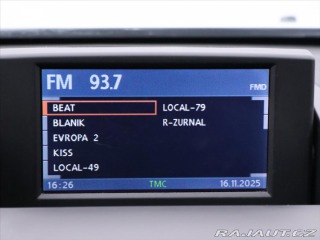 FM 93.7
FMD
BEAT
BLANIK
EVROPA 2
KISS
LOCAL-49
LOCAL-79
R-ZURNAL
16:26 TMC 16.11.2025
RAJAUT.CZ